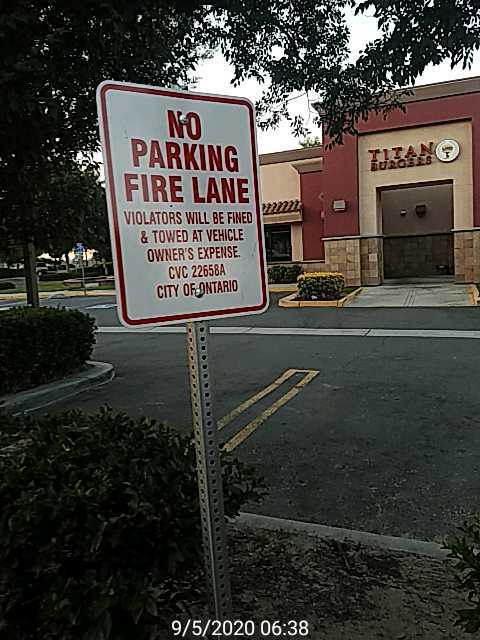 NO
PARKING
FIRE LANE
VIOLATORS WILL BE FINED
& TOWED AT VEHICLE
OWNER'S EXPENSE.
CVC 22658A
CITY OF ONTARIO
TITAN
BURGERS
9/5/2020 06:38